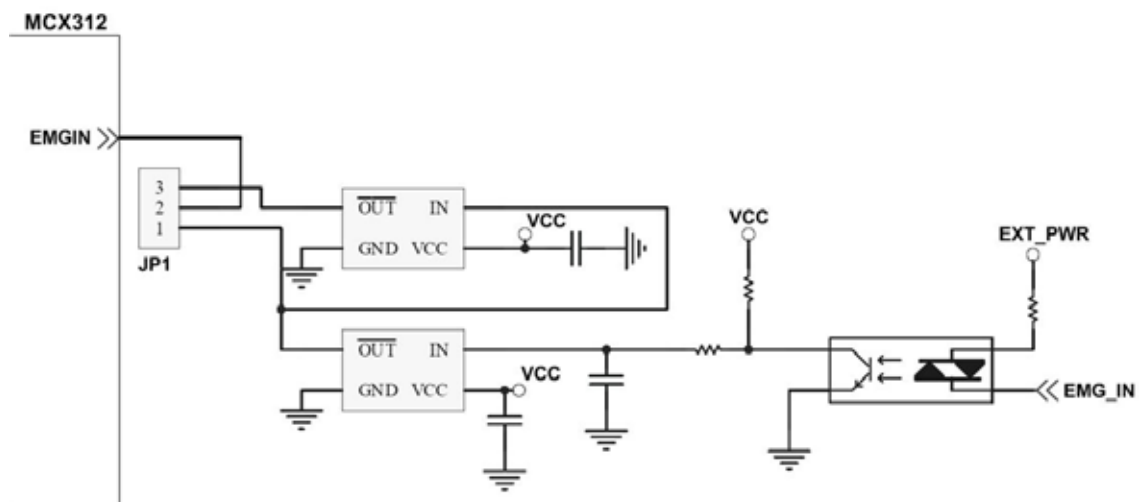 MCX312
EMGIN
3
2
1
JP1
OUT IN
GND VCC
VCC
VCC
EXT_PWR
OUT IN
GND VCC
VCC
EMG_IN